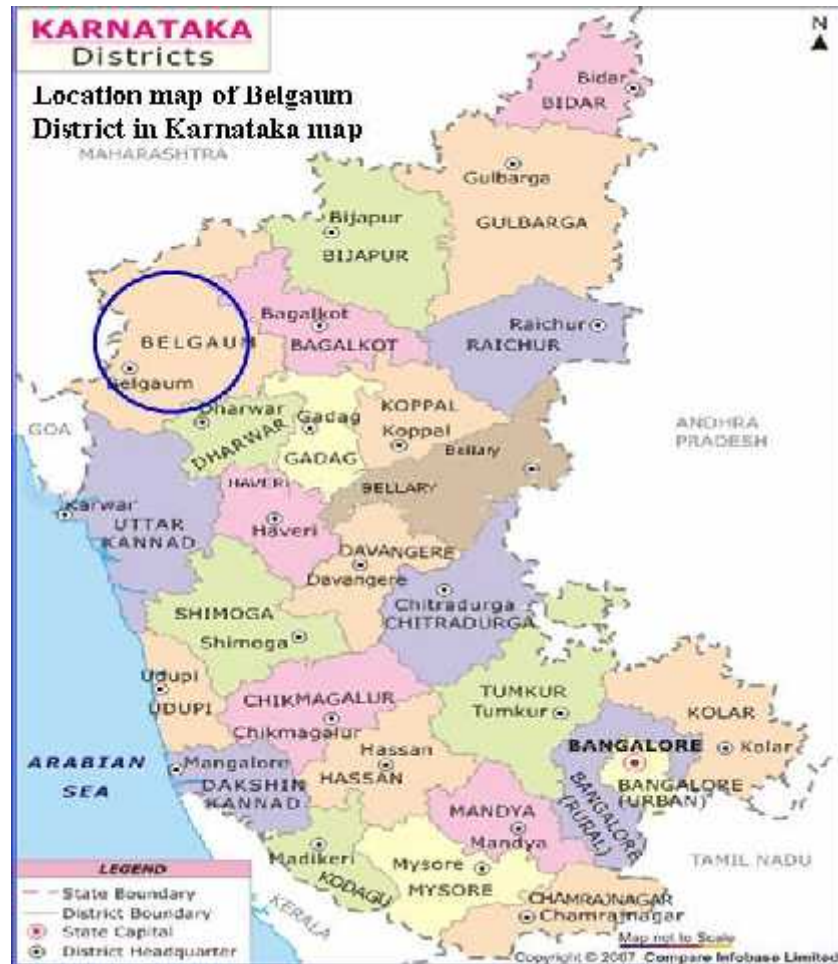 KARNATAKA
Districts
N
Location map of Belgaum
District in Karnataka map
MAHARASHTRA
Bidar
BIDAR
Gulbarga
GULBARGA
Bijapur
BIJAPUR
Bagalkot
BAGALKOT
Raichur
RAICHUR
BELGAUM
Belgaum
GOA
Dharwar
DHARWAR
Gadag
GADAG
KOPPAL
Koppal
Bellary
BELLARY
ANDHRA
PRADESH
Karwar
UTTAR
KANNAD
HAVERI
Haveri
DAVANGERE
Davangere
Chitradurga
CHITRADURGA
SHIMOGA
Shimoga
Udupi
UDUPI
CHIKMAGALUR
Chikmagalur
TUMKUR
Tumkur
KOLAR
Kolar
BANGALORE
BANGALORE
(URBAN)
BANGALORE
(RURAL)
ARABIAN
SEA
Mangalore
DAKSHIN
KANNAD
Hassan
HASSAN
MANDYA
Mandya
Madikeri
KODAGU
Mysore
MYSORE
CHAMRAJNAGAR
Chamrajnagar
TAMIL NADU
KERALA
LEGEND
State Boundary
District Boundary
State Capital
District Headquarter
Map not to Scale
Copyright © 2007 Compare Infobase Limited